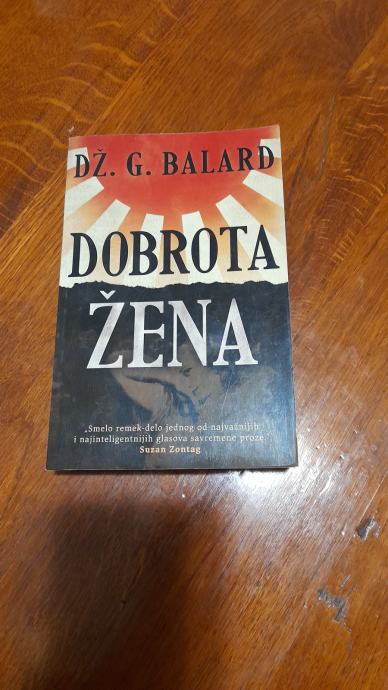 DŽ. G. BALARD
DOBROTA
ŽENA
„Smelo remek-delo jednog od najvažnijih
i najinteligentnijih glasova savremene proze.”
Suzan Zontag